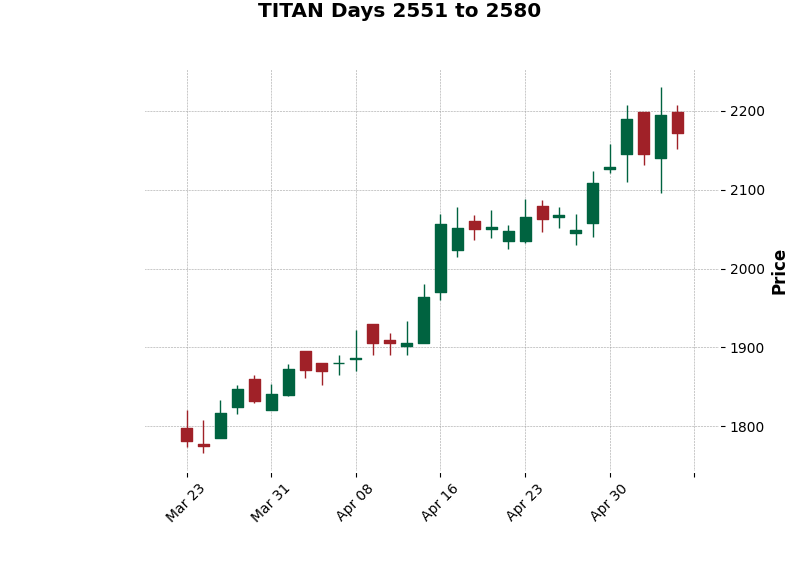 TITAN Days 2551 to 2580
2200
2100
2000
1900
1800
Price
Mar 23
Mar 31
Apr 08
Apr 16
Apr 23
Apr 30